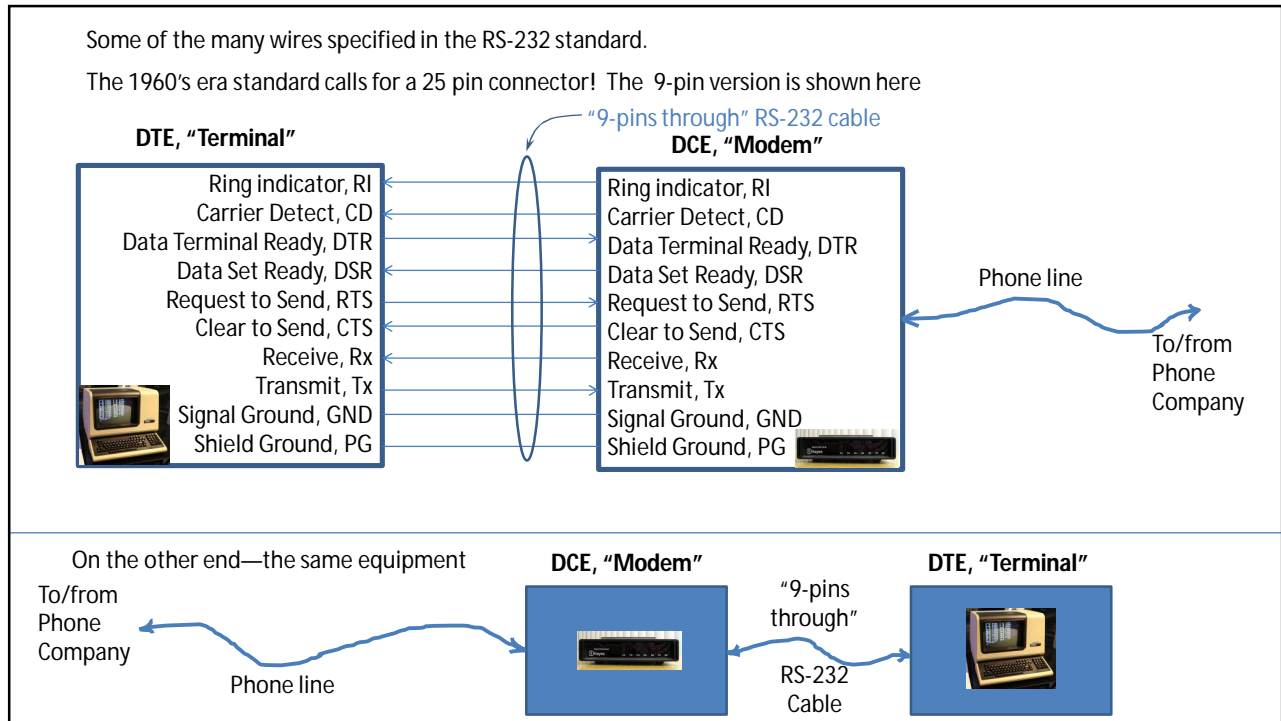 Some of the many wires specified in the RS-232 standard.
The 1960's era standard calls for a 25 pin connector! The 9-pin version is shown here
"9-pins through" RS-232 cable
DTE, "Terminal"
DCE, "Modem"
Ring indicator, RI
Carrier Detect, CD
Data Terminal Ready, DTR
Data Set Ready, DSR
Request to Send, RTS
Clear to Send, CTS
Receive, Rx
Transmit, Tx
Signal Ground, GND
Shield Ground, PG
Ring indicator, RI
Carrier Detect, CD
Data Terminal Ready, DTR
Data Set Ready, DSR
Request to Send, RTS
Clear to Send, CTS
Receive, Rx
Transmit, Tx
Signal Ground, GND
Shield Ground, PG
Hayes
Phone line
To/from
Phone
Company
On the other end—the same equipment
To/from
Phone
Company
Phone line
DCE, "Modem"
Hayes
"9-pins
through"
RS-232
Cable
DTE, "Terminal"